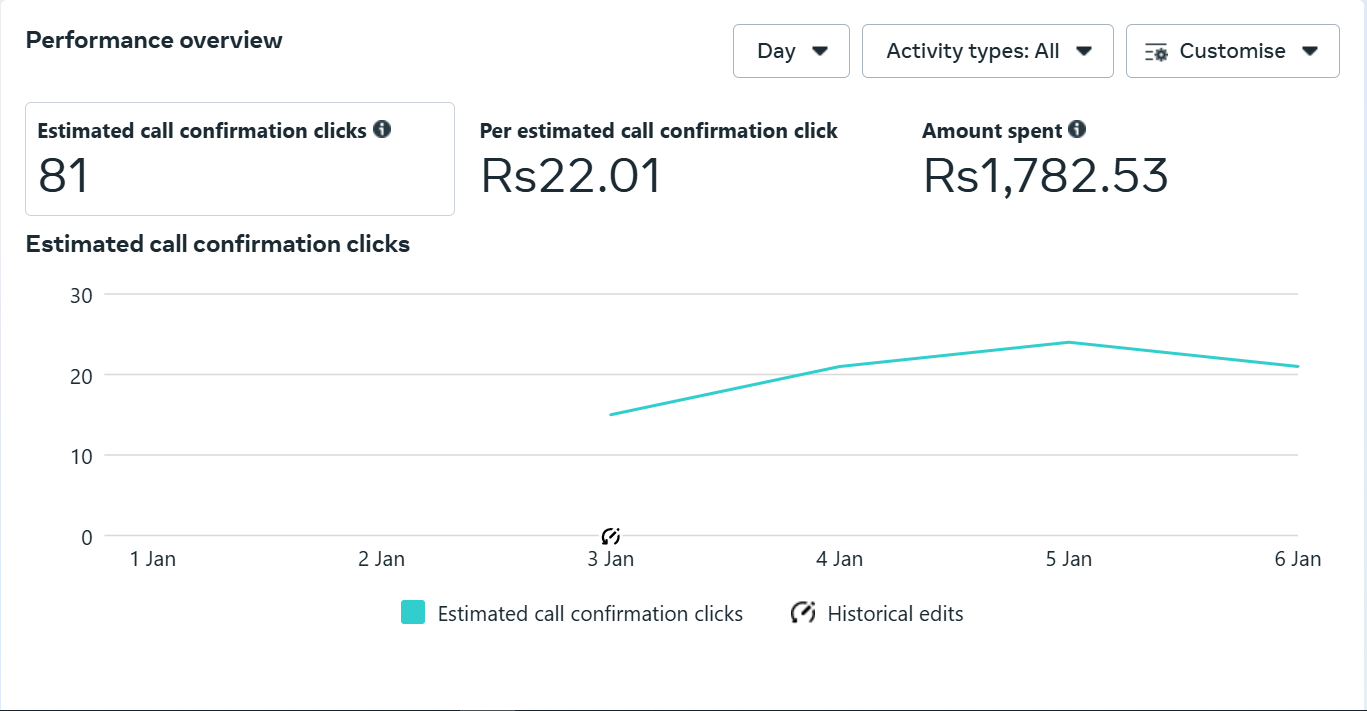 Performance overview
Day
Activity types: All
Customise
Estimated call confirmation clicks
81
Per estimated call confirmation click
Rs22.01
Amount spent
Rs1,782.53
Estimated call confirmation clicks
30
20
10
0
1 Jan
2 Jan
3 Jan
4 Jan
5 Jan
6 Jan
Estimated call confirmation clicks
Historical edits